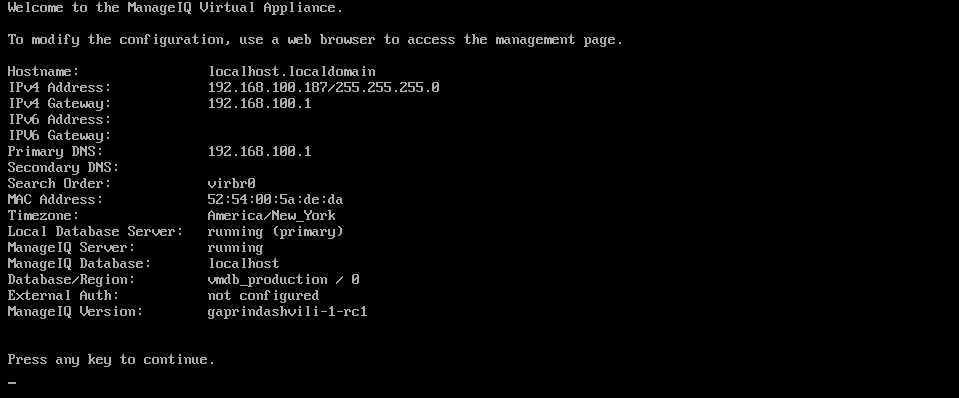 Welcome to the ManageIQ Virtual Appliance.
To modify the configuration, use a web browser to access the management page.
Hostname: localhost.localdomain
IPv4 Address: 192.168.100.187/255.255.255.0
IPv4 Gateway: 192.168.100.1
IPv6 Address:
IPV6 Gateway:
Primary DNS: 192.168.100.1
Secondary DNS:
Search Order: virbr0
MAC Address: 52:54:00:5a:de:da
Timezone: America/New_York
Local Database Server: running (primary)
ManageIQ Server: running
ManageIQ Database: localhost
Database/Region: vmdb_production / 0
External Auth: not configured
ManageIQ Version: gaprindashvili-1-rc1
Press any key to continue.
_